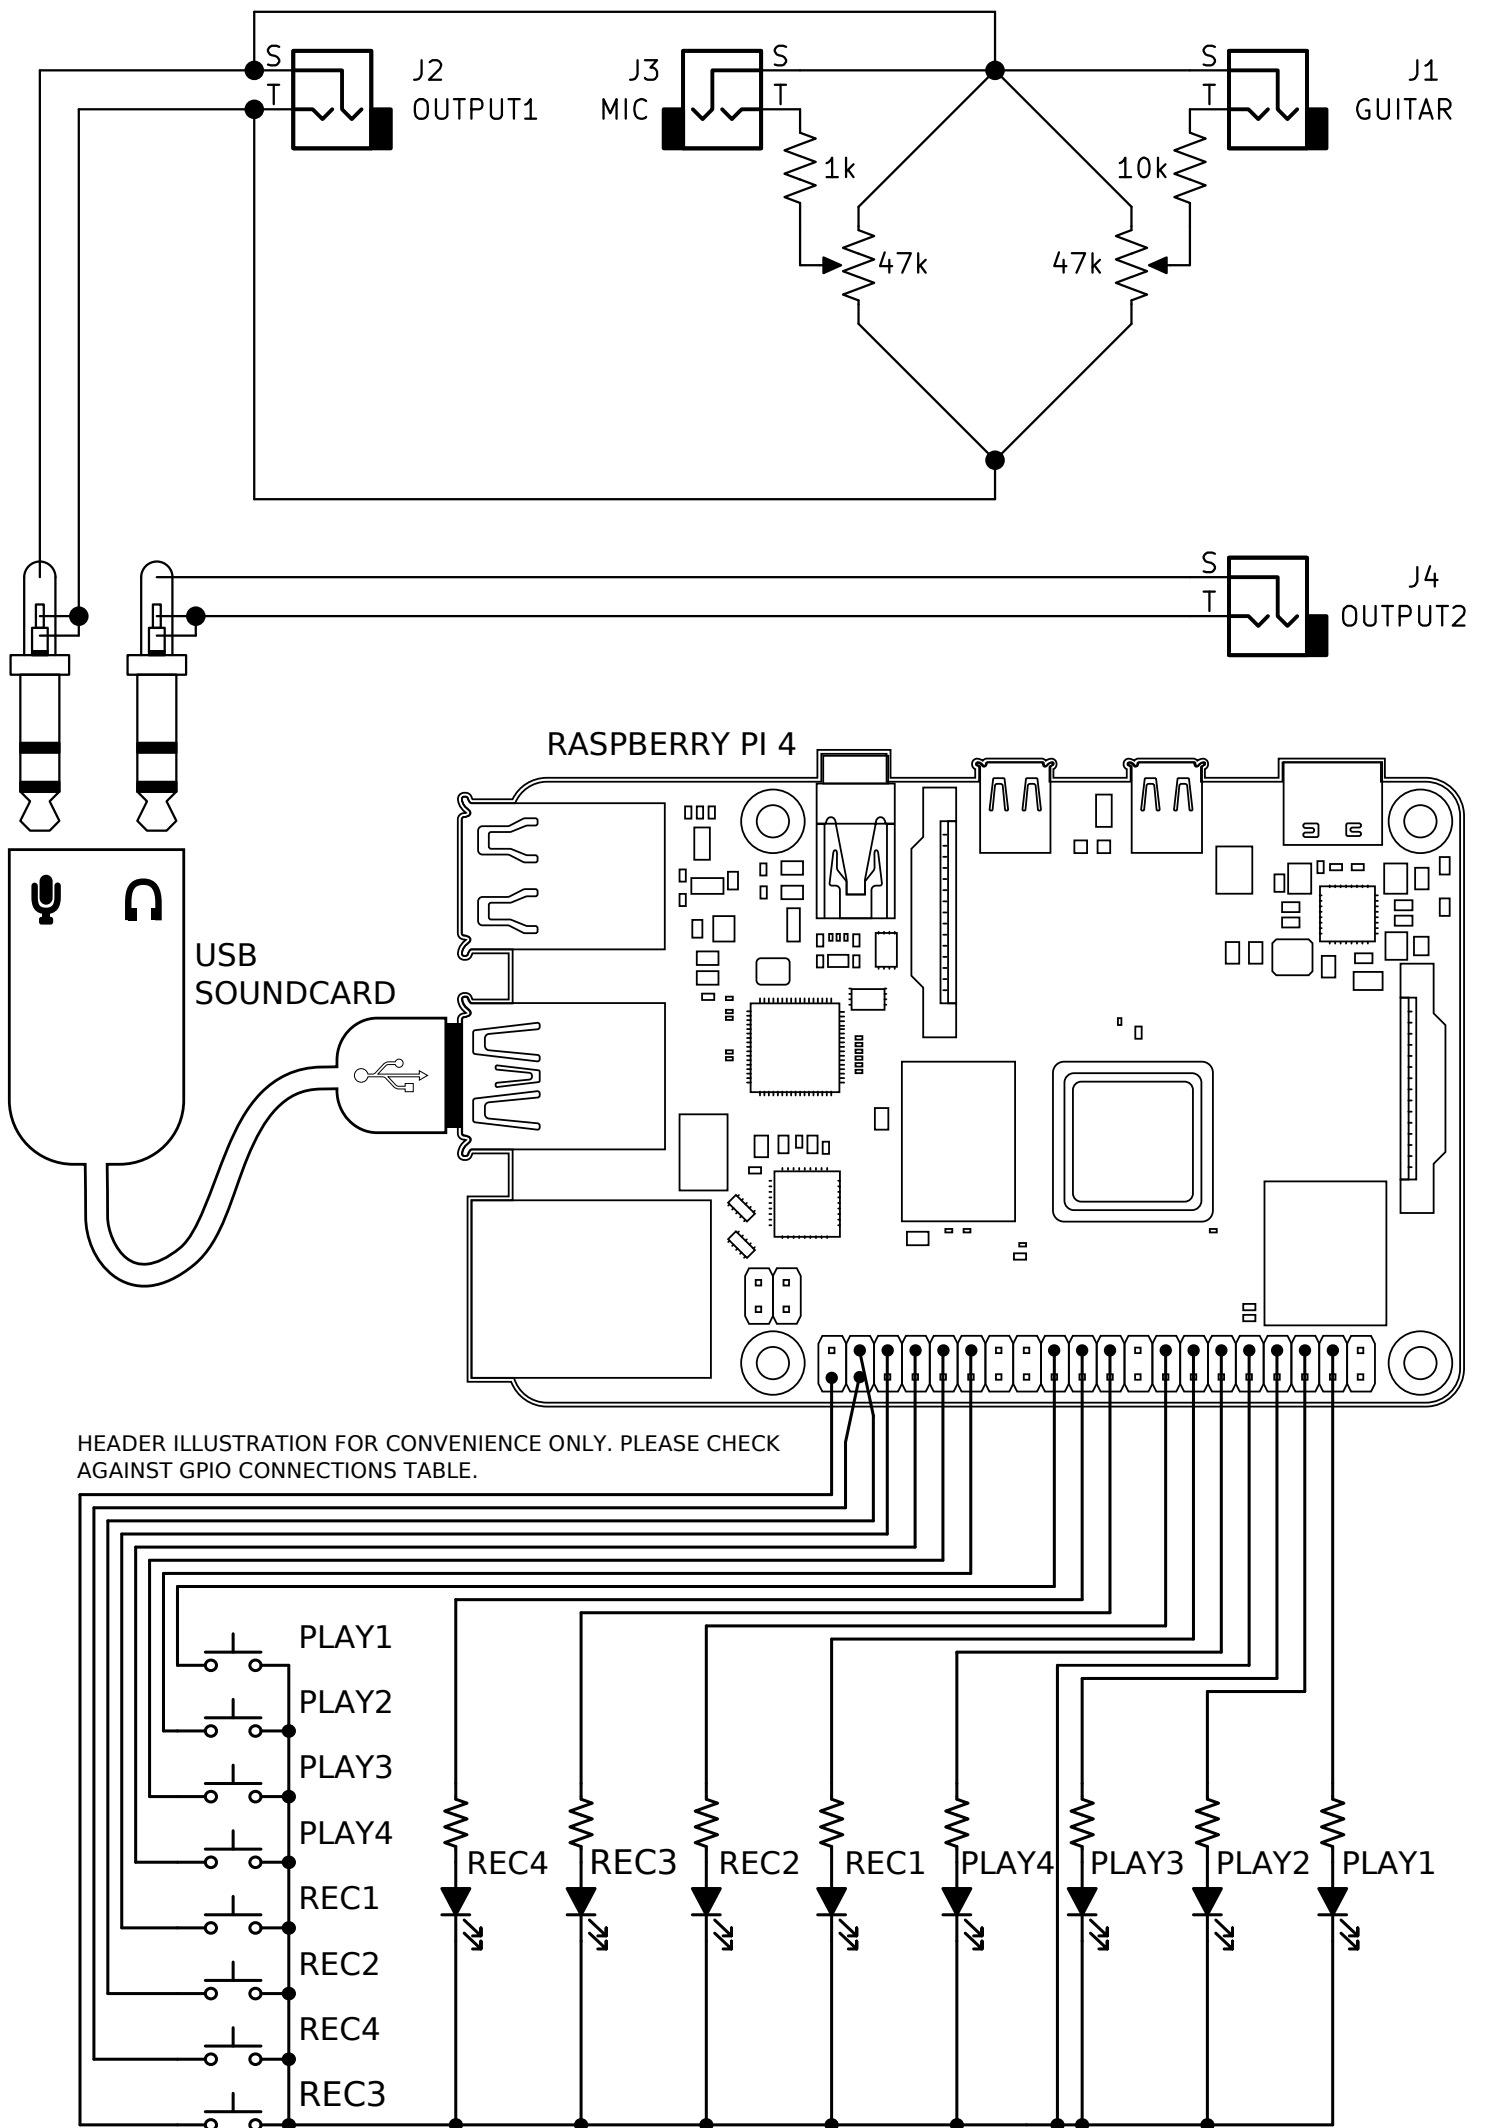 S
J2
T
OUTPUT1
J3
S
MIC
T
S
J1
T
GUITAR
1k
10k
47k
47k
S
J4
T
OUTPUT2
RASPBERRY PI 4
USB
SOUNDCARD
HEADER ILLUSTRATION FOR CONVENIENCE ONLY. PLEASE CHECK
AGAINST GPIO CONNECTIONS TABLE.
PLAY1
PLAY2
PLAY3
PLAY4
REC1
REC2
REC4
REC3
REC4
REC3
REC2
REC1
PLAY4
PLAY3
PLAY2
PLAY1